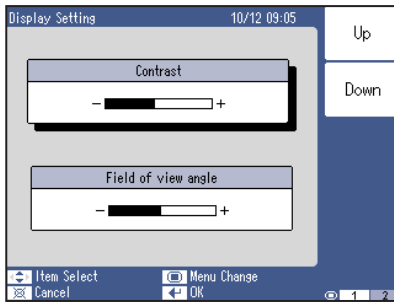 Display Setting 10/12 09:05
Up
Contrast
Down
- +
Field of view angle
- +
Item Select Menu Change
Cancel OK
1 2